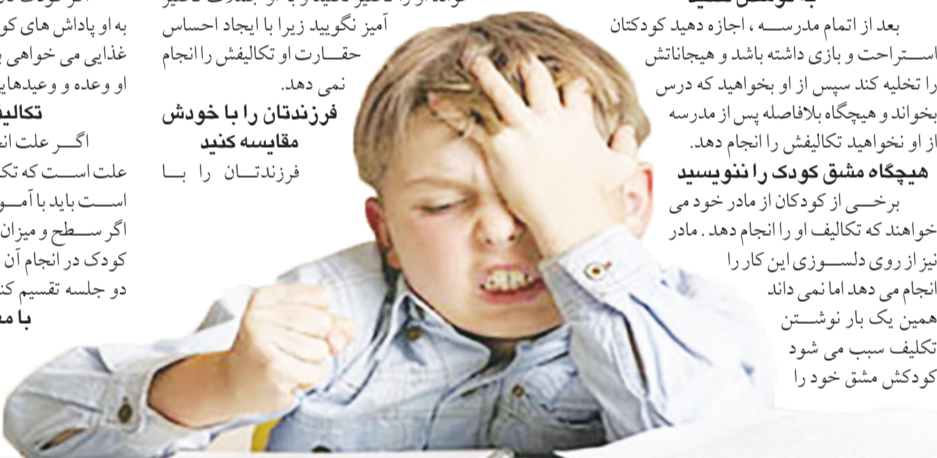 بعد از اتمام مدرسه ، اجازه دهید کودکتان
استراحت و بازی داشته باشد و هیجاناتش
را تخلیه کند سپس از او بخواهید که درس
بخواند و هیچگاه بلافاصله پس از مدرسه
از او نخواهید تکالیفش را انجام دهد.
هیچگاه مشق کودک را ننویسید
برخی از کودکان از مادر خود می
خواهند که تکالیف او را انجام دهد . مادر
نیز از روی دلسوزی این کار را
انجام می دهد اما نمی داند
همین یک بار نوشتن
تکلیف سبب می شود
کودکش مشق خود را
آمیز نگویید زیرا با ایجاد احساس
حقارت او تکالیفش را انجام
نمی دهد.
فرزندتان را با خودش
مقایسه کنید
فرزندتان را با
به او پاداش های کو
غذایی می خواهی
او وعده و وعیدهای
اگر علت
علت است که تک
است باید با آمو
اگر سطح و میزان
کودک در انجام آن
دو جلسه تقسیم کن
با م